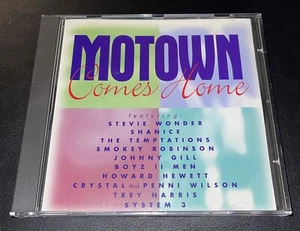 MOTOWN
Comes Home
featuring:
STEVIE WONDER
SHANICE
THE TEMPTATIONS
SMOKEY ROBINSON
JOHNNY GILL
BOYZ II MEN
HOWARD HEWETT
CRYSTAL and PENNI WILSON
TREY HARRIS
SYSTEM 3